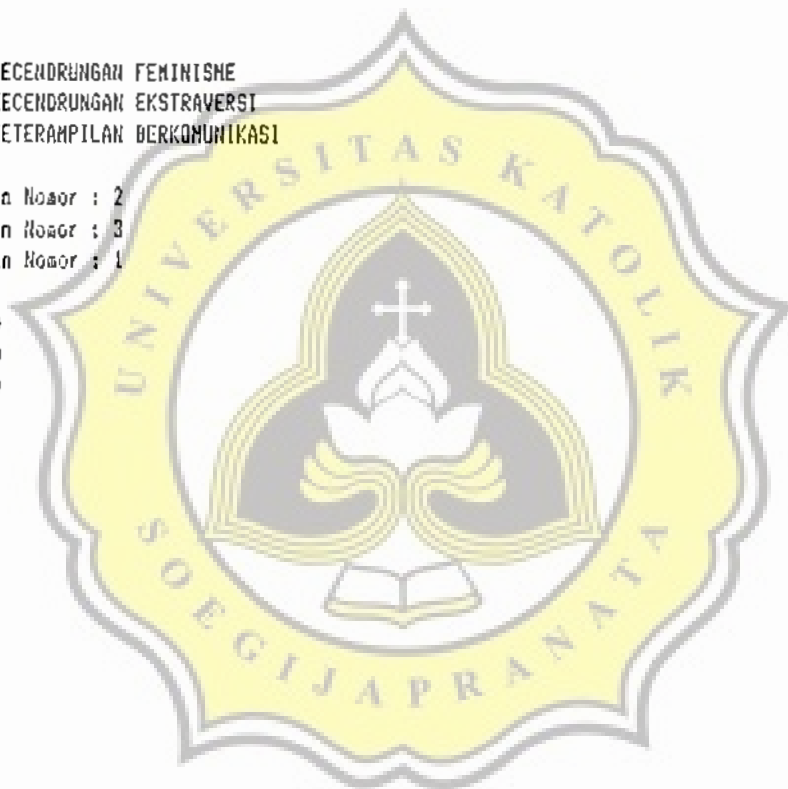 ECENDRUNGAN FEMINISME
ECENDRUNGAN EKSTRAVERSI
ETERAMPILAN BERKOMUNIKASI
n Nomor : 2
n Nomor : 3
n Nomor : 1
UNIVERSITAS KATOLIK
SOEGIJAPRANATA